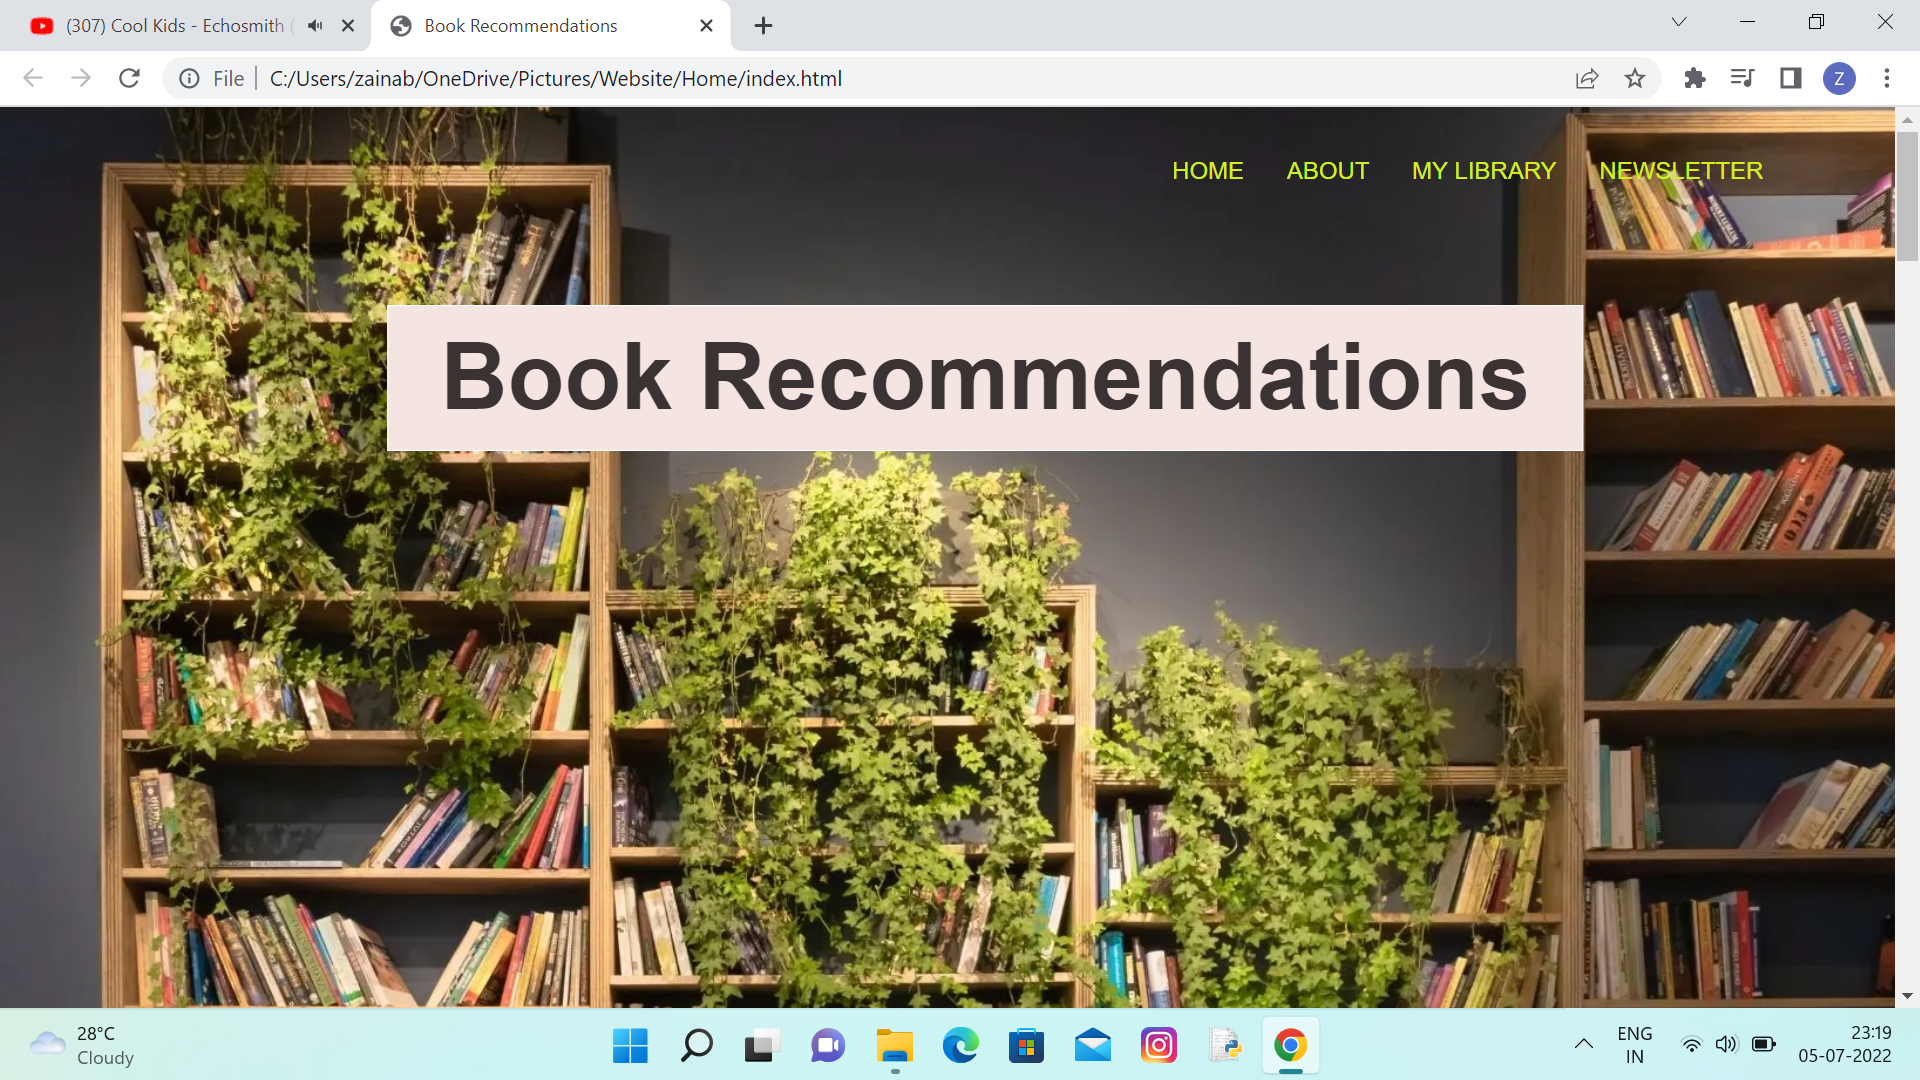 (307) Cool Kids - Echosmith
Book Recommendations
File
C:/Users/zainab/OneDrive/Pictures/Website/Home/index.html
Z
HOME
ABOUT
MY LIBRARY
NEWSLETTER
Book Recommendations
28°C
Cloudy
ENG
IN
23:19
05-07-2022